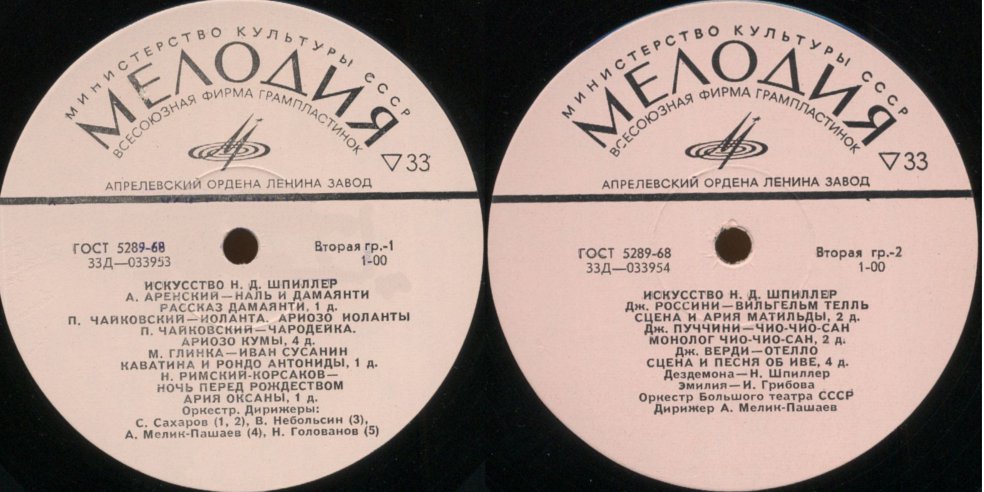 МИНИСТЕРСТВО КУЛЬТУРЫ СССР
МЕЛОДИЯ
ВСЕСОЮЗНАЯ ФИРМА ГРАМПЛАСТИНОК
▽33
АПРЕЛЕВСКИЙ ОРДЕНА ЛЕНИНА ЗАВОД
ГОСТ 5289-68
33Д—033953
Вторая гр.-1
1-00
ИСКУССТВО Н. Д. ШПИЛЛЕР
А. АРЕНСКИЙ—НАЛЬ И ДАМАЯНТИ
РАССКАЗ ДАМАЯНТИ, 1 д.
П. ЧАЙКОВСКИЙ—ИОЛАНТА. АРИОЗО ИОЛАНТЫ
П. ЧАЙКОВСКИЙ—ЧАРОДЕЙКА.
АРИОЗО КУМЫ, 4 д.
М. ГЛИНКА—ИВАН СУСАНИН
КАВАТИНА И РОНДО АНТОНИДЫ, 1 д.
Н. РИМСКИЙ-КОРСАКОВ—
НОЧЬ ПЕРЕД РОЖДЕСТВОМ
АРИЯ ОКСАНЫ, 1 д.
Оркестр. Дирижеры:
С. Сахаров (1, 2), В. Небольсин (3),
А. Мелик-Пашаев (4), Н. Голованов (5)
МИНИСТЕРСТВО КУЛЬТУРЫ СССР
МЕЛОДИЯ
ВСЕСОЮЗНАЯ ФИРМА ГРАМПЛАСТИНОК
▽33
АПРЕЛЕВСКИЙ ОРДЕНА ЛЕНИНА ЗАВОД
ГОСТ 5289-68
33Д—033954
Вторая гр.-2
1-00
ИСКУССТВО Н. Д. ШПИЛЛЕР
Дж. РОССИНИ—ВИЛЬГЕЛЬМ ТЕЛЛЬ
СЦЕНА И АРИЯ МАТИЛЬДЫ, 2 д.
Дж. ПУЧЧИНИ—ЧИО-ЧИО-САН
МОНОЛОГ ЧИО-ЧИО-САН, 2 д.
Дж. ВЕРДИ—ОТЕЛЛО
СЦЕНА И ПЕСНЯ ОБ ИВЕ, 4 д.
Дездемона—Н. Шпиллер
Эмилия—И. Грибова
Оркестр Большого театра СССР
Дирижер А. Мелик-Пашаев